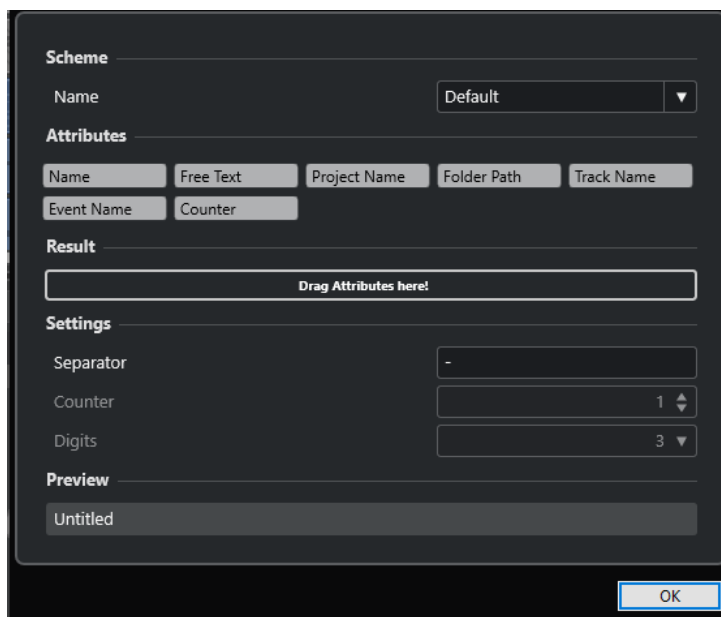 Scheme
Name Default
Attributes
Name Free Text Project Name Folder Path Track Name
Event Name Counter
Result
Drag Attributes here!
Settings
Separator -
Counter 1
Digits 3
Preview
Untitled
OK